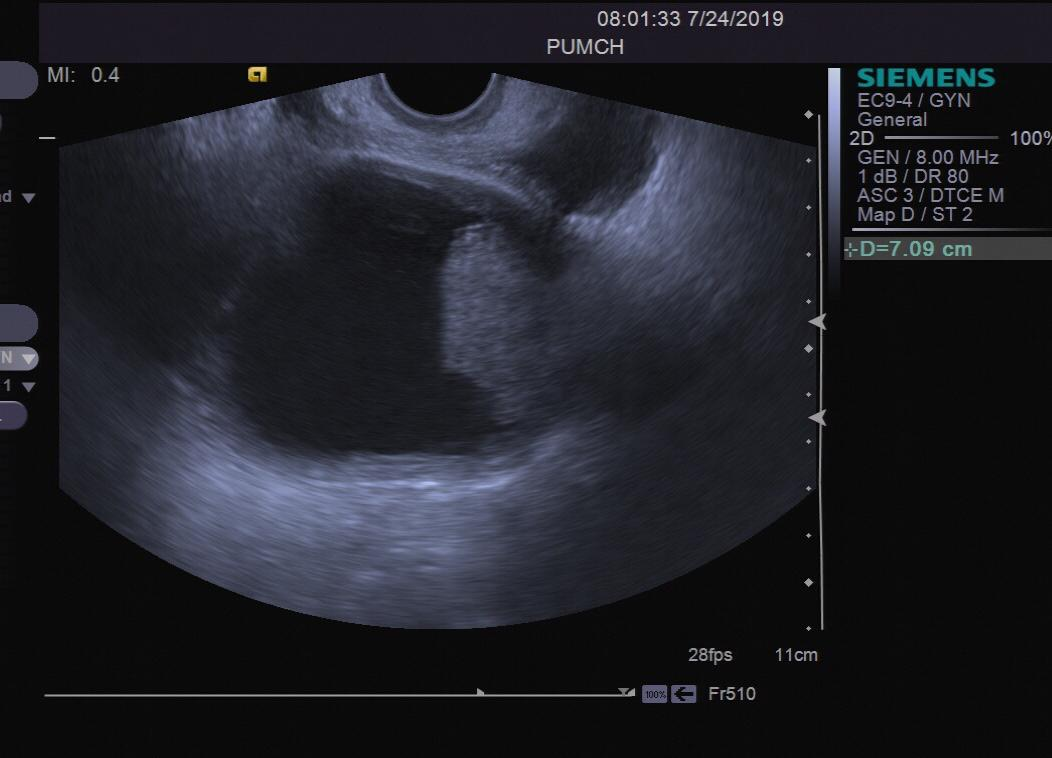 08:01:33 7/24/2019
PUMCH
MI: 0.4
SIEMENS
EC9-4 / GYN
General
2D 100%
GEN / 8.00 MHz
1 dB / DR 80
ASC 3 / DTCE M
Map D / ST 2
D=7.09 cm
nd
N
1
28fps 11cm
100% Fr510